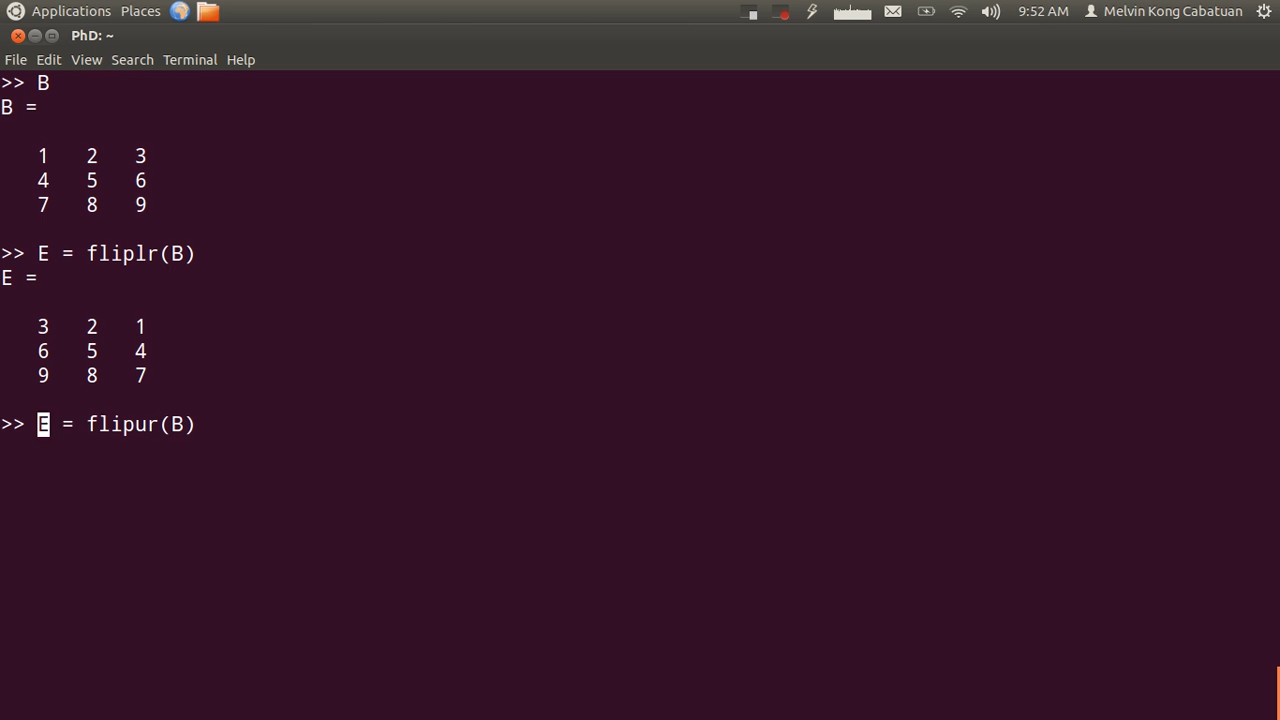 Applications Places 9:52 AM Melvin Kong Cabatuan
PhD: ~
File Edit View Search Terminal Help
>> B
B =
1 2 3
4 5 6
7 8 9
>> E = fliplr(B)
E =
3 2 1
6 5 4
9 8 7
>> E = flipur(B)